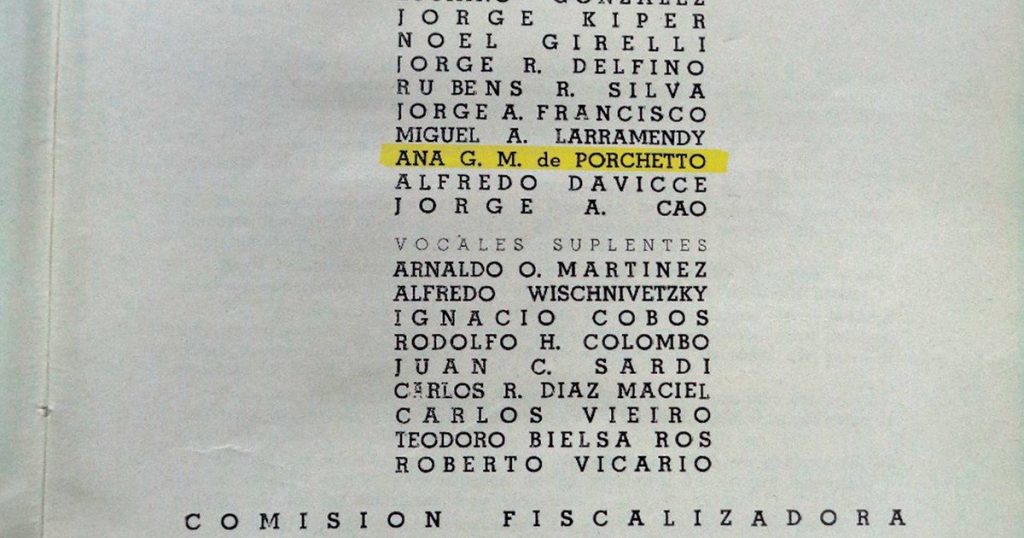 GONZALEZ
JORGE KIPER
NOEL GIRELLI
JORGE R. DELFINO
RUBENS R. SILVA
JORGE A. FRANCISCO
MIGUEL A. LARRAMENDY
ANA G. M. de PORCHETTO
ALFREDO DAVICCE
JORGE A. CAO
VOCALES SUPLENTES
ARNALDO O. MARTINEZ
ALFREDO WISCHNIVETZKY
IGNACIO COBOS
RODOLFO H. COLOMBO
JUAN C. SARDI
CARLOS R. DIAZ MACIEL
CARLOS VIEIRO
TEODORO BIELSA ROS
ROBERTO VICARIO
COMISION FISCALIZADORA